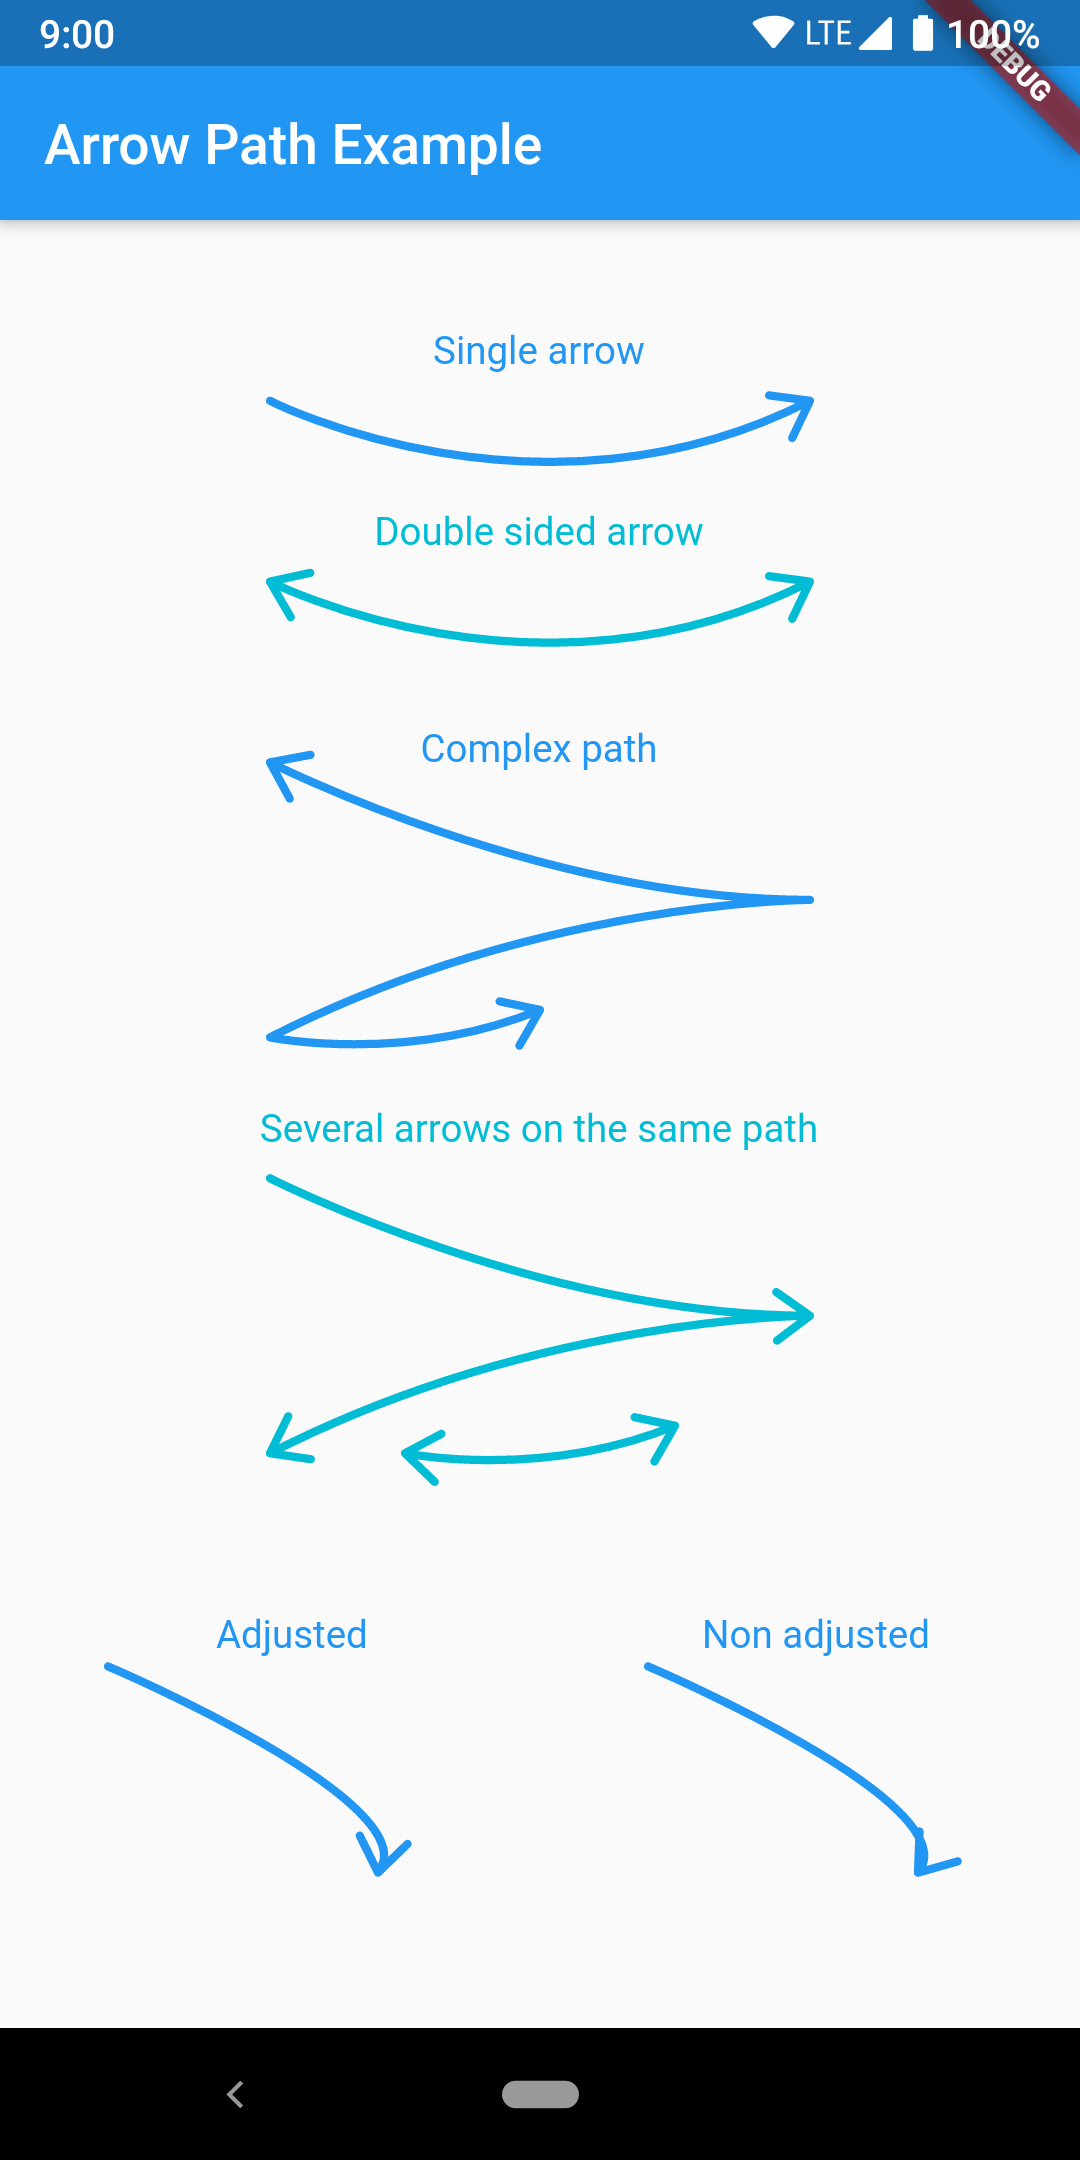 9:00 LTE 100%
DEBUG
Arrow Path Example
Single arrow
Double sided arrow
Complex path
Several arrows on the same path
Adjusted Non adjusted